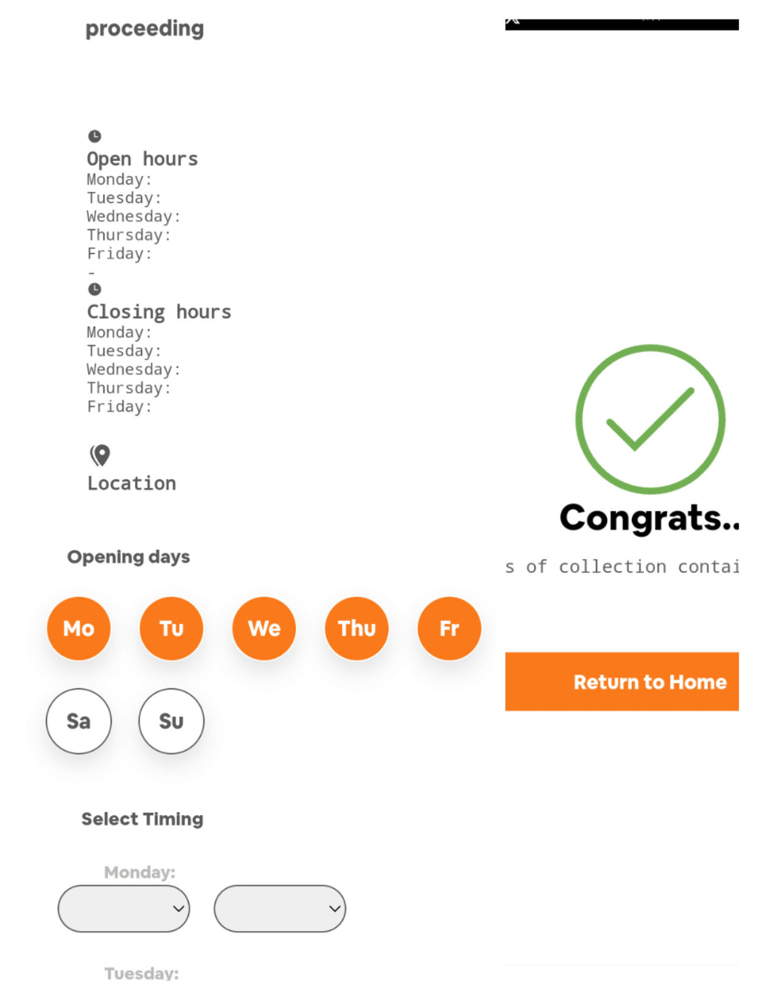 proceeding
Open hours
Monday:
Tuesday:
Wednesday:
Thursday:
Friday:
-
Closing hours
Monday:
Tuesday:
Wednesday:
Thursday:
Friday:
Location
Opening days
Mo Tu We Thu Fr
Sa Su
Select Timing
Monday:
Tuesday:
Congrats..
s of collection contai
Return to Home